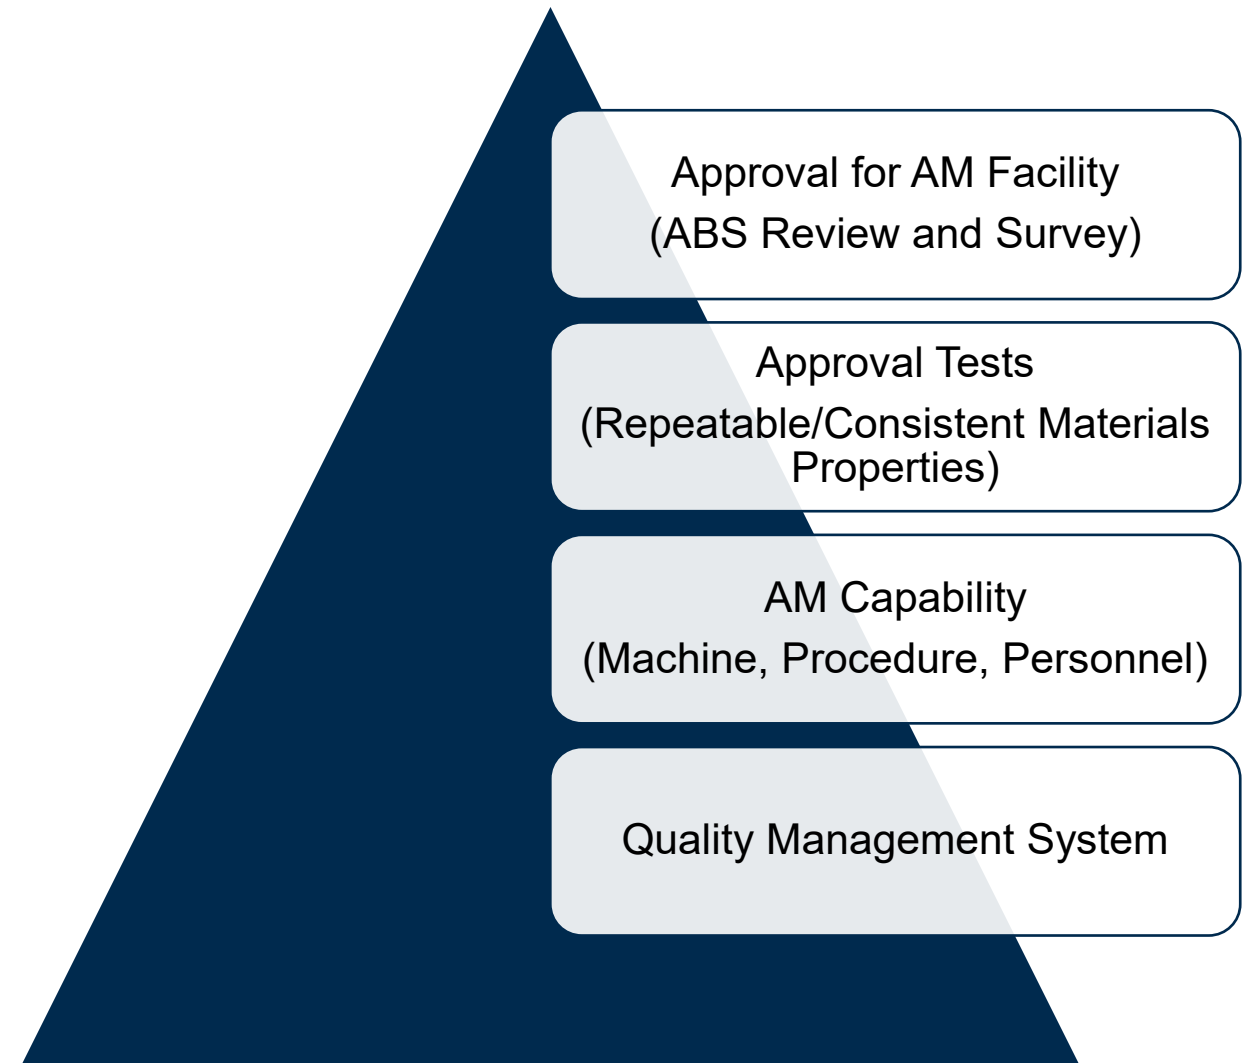 Approval for AM Facility
(ABS Review and Survey)
Approval Tests
(Repeatable/Consistent Materials
Properties)
AM Capability
(Machine, Procedure, Personnel)
Quality Management System